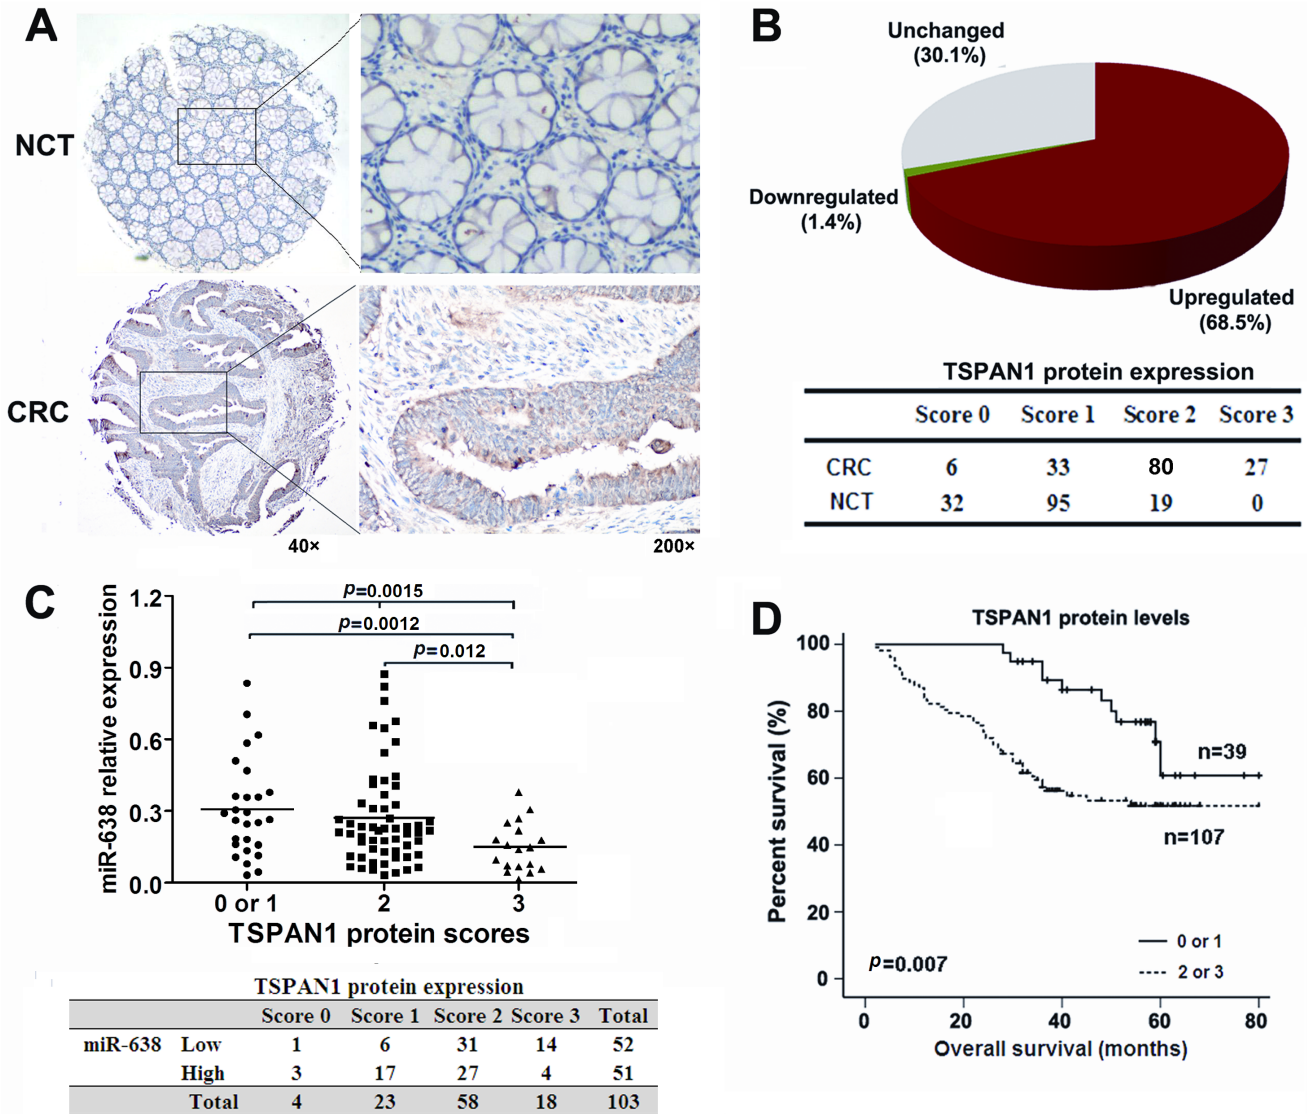 A
NCT
CRC
40×
200×
B
Unchanged
(30.1%)
Downregulated
(1.4%)
Upregulated
(68.5%)
TSPAN1 protein expression
Score 0 Score 1 Score 2 Score 3
CRC 6 33 80 27
NCT 32 95 19 0
C
p=0.0015
p=0.0012
p=0.012
miR-638 relative expression
1.2
0.9
0.6
0.3
0.0
0 or 1 2 3
TSPAN1 protein scores
TSPAN1 protein expression
Score 0 Score 1 Score 2 Score 3 Total
miR-638 Low 1 6 31 14 52
High 3 17 27 4 51
Total 4 23 58 18 103
D
TSPAN1 protein levels
Percent survival (%)
100
80
60
40
20
0
n=39
n=107
0 or 1
2 or 3
p=0.007
0 20 40 60 80
Overall survival (months)